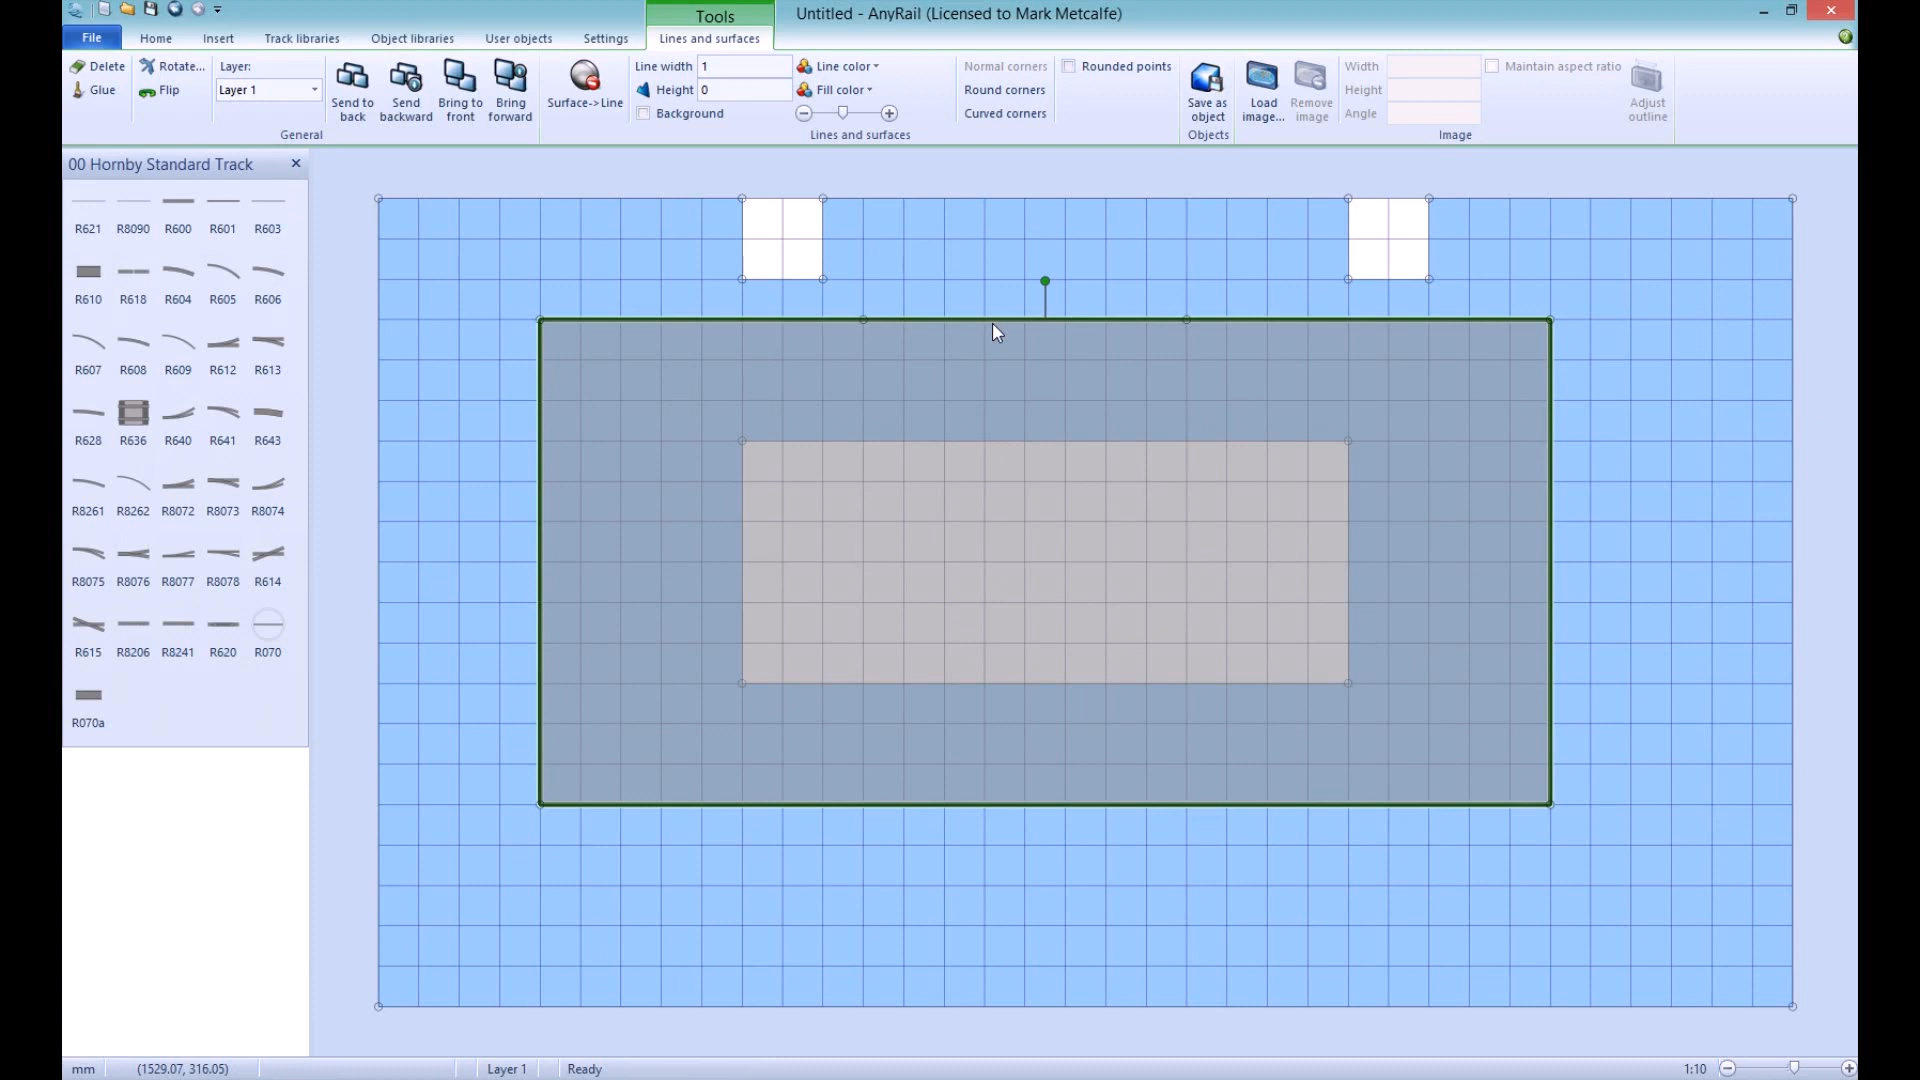 Tools
Untitled - AnyRail (Licensed to Mark Metcalfe)
File Home Insert Track libraries Object libraries User objects Settings Lines and surfaces
Delete
Glue
Rotate...
Flip
Layer:
Layer 1
Send to back
Send backward
Bring to front
Bring forward
General
Surface->Line
Line width 1
Height 0
Background
Line color
Fill color
Lines and surfaces
Normal corners
Round corners
Curved corners
Rounded points
Save as object
Objects
Load image...
Remove image
Width
Height
Angle
Maintain aspect ratio
Adjust outline
Image
00 Hornby Standard Track
R621 R8090 R600 R601 R603
R610 R618 R604 R605 R606
R607 R608 R609 R612 R613
R628 R636 R640 R641 R643
R8261 R8262 R8072 R8073 R8074
R8075 R8076 R8077 R8078 R614
R615 R8206 R8241 R620 R070
R070a
mm (1529.07, 316.05) Layer 1 Ready 1:10